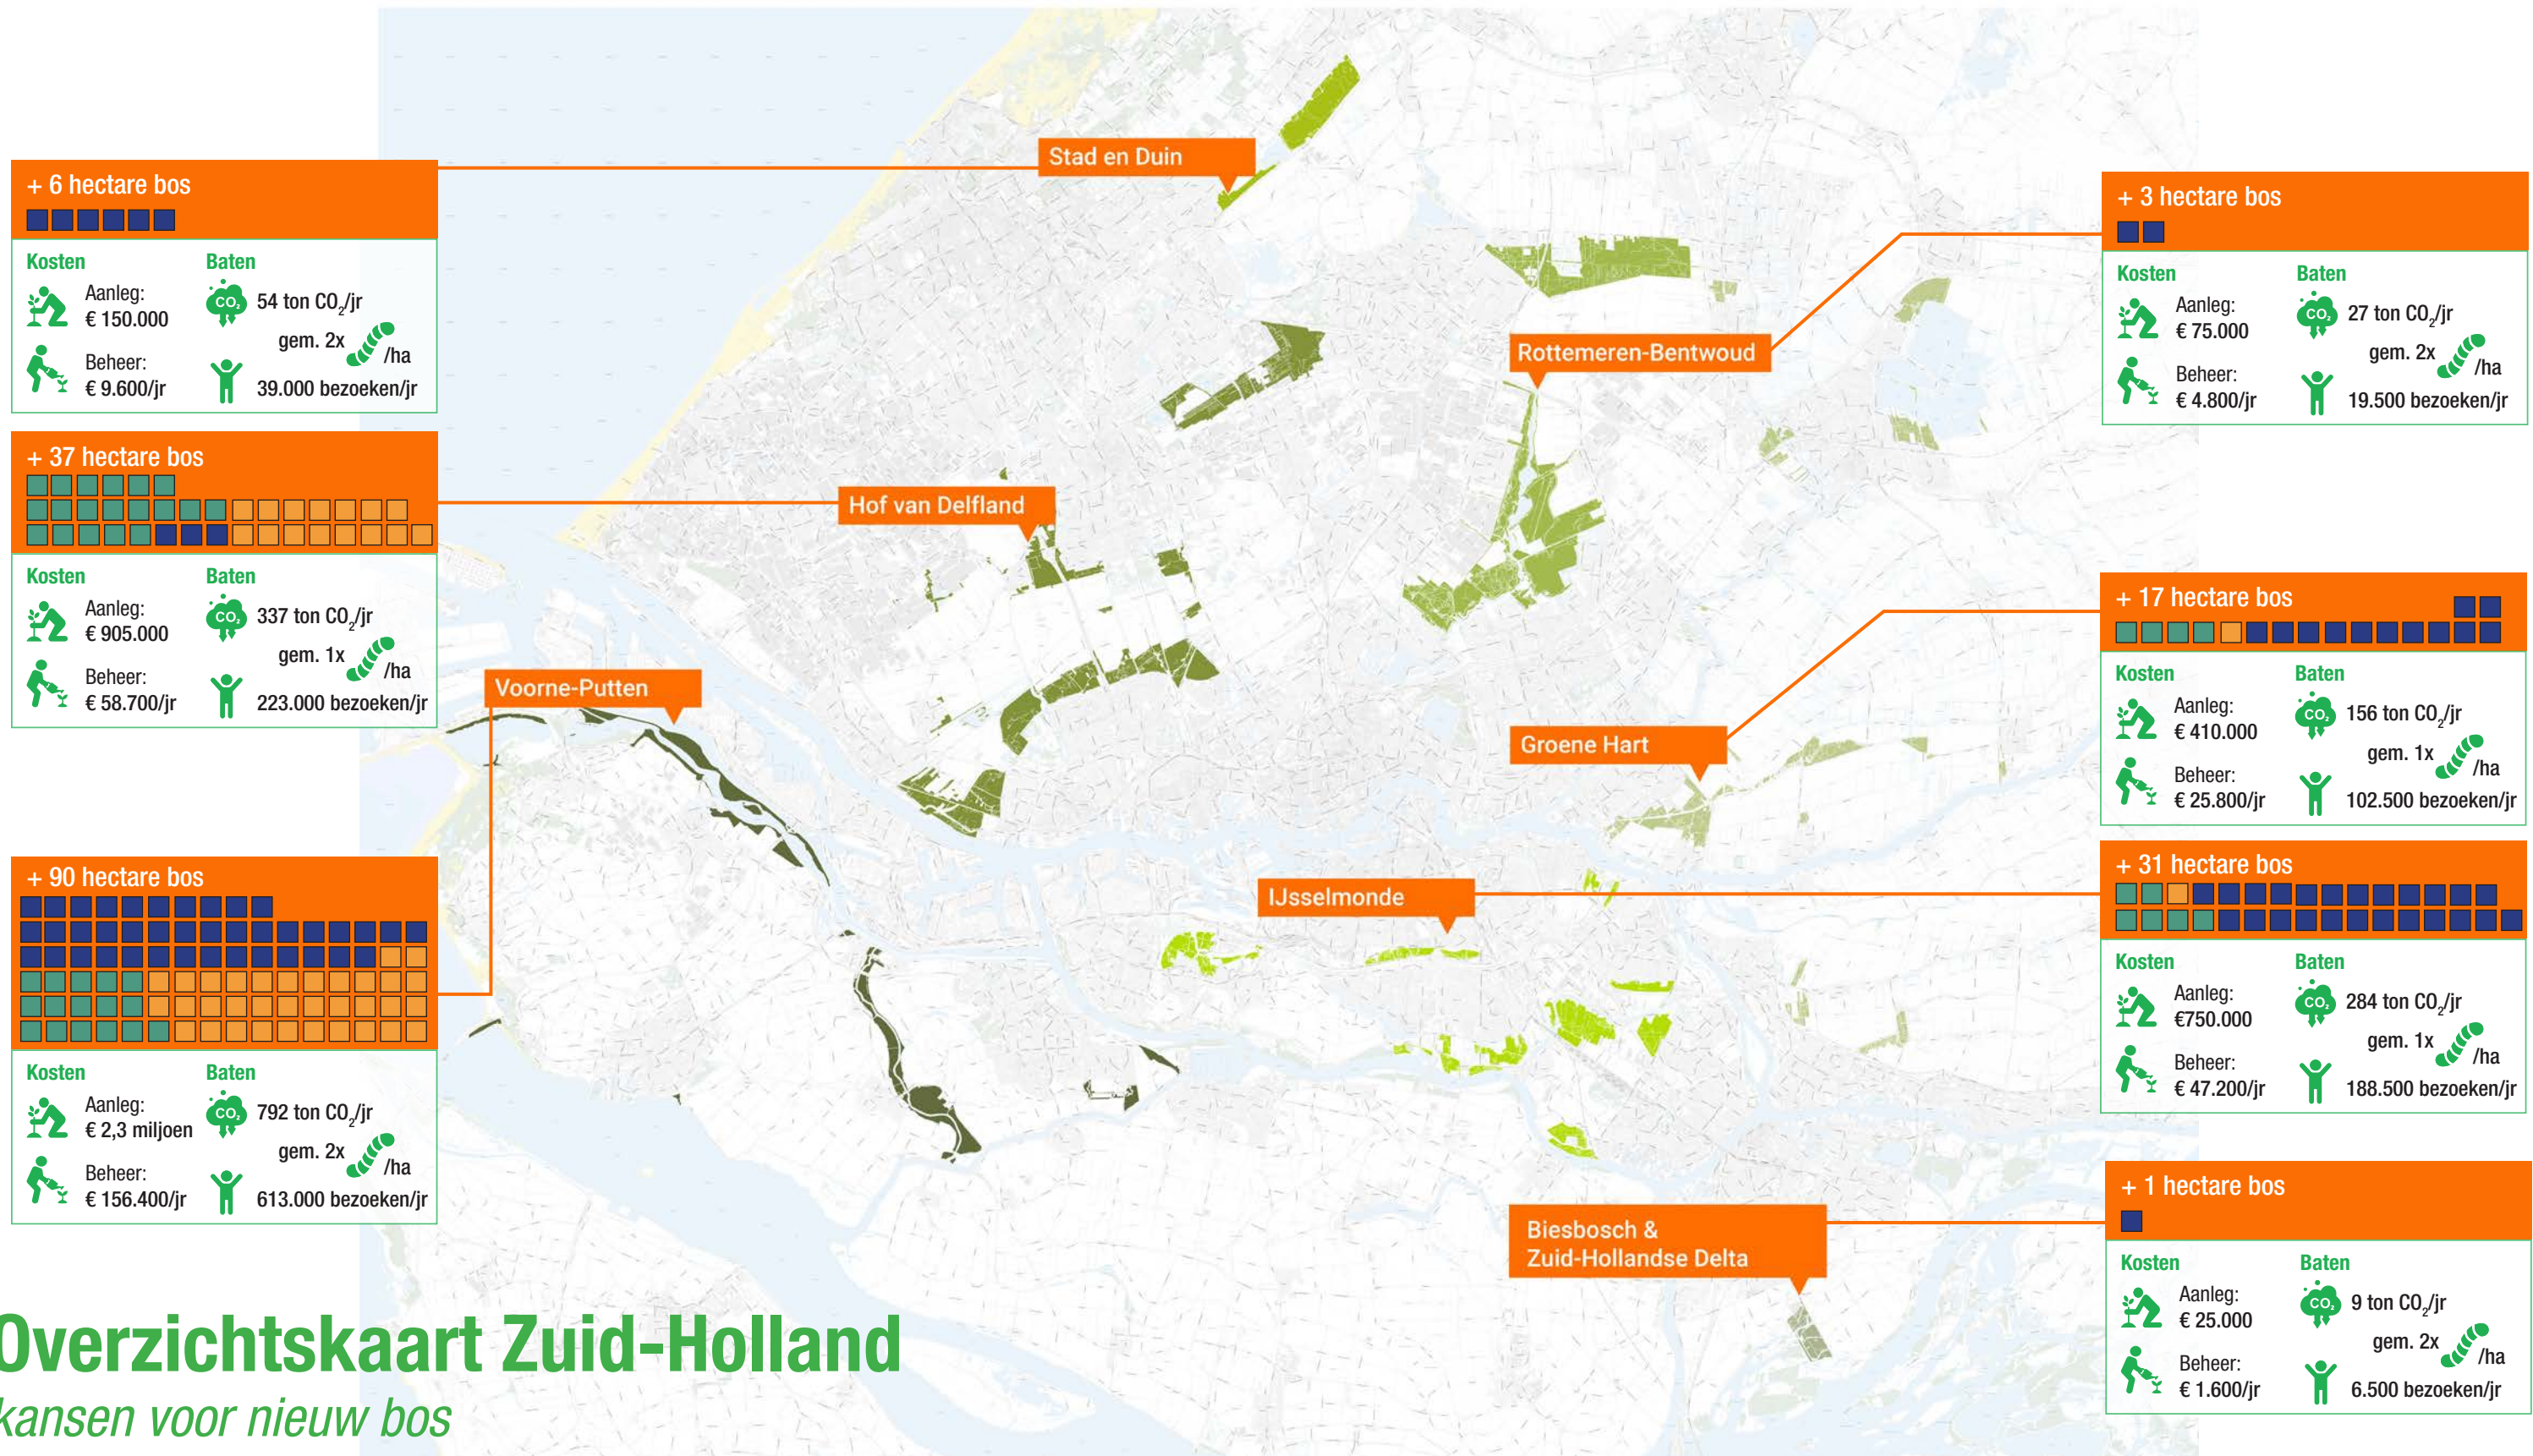 Stad en Duin
+ 6 hectare bos
Kosten
Baten
Aanleg:
€ 150.000
CO₂
54 ton CO₂/jr
gem. 2x
/ha
Beheer:
€ 9.600/jr
39.000 bezoeken/jr
Hof van Delfland
+ 37 hectare bos
Kosten
Baten
Aanleg:
€ 905.000
CO₂
337 ton CO₂/jr
gem. 1x
/ha
Beheer:
€ 58.700/jr
223.000 bezoeken/jr
Voorne-Putten
+ 90 hectare bos
Kosten
Baten
Aanleg:
€ 2,3 miljoen
CO₂
792 ton CO₂/jr
gem. 2x
/ha
Beheer:
€ 156.400/jr
613.000 bezoeken/jr
Rottemeren-Bentwoud
+ 3 hectare bos
Kosten
Baten
Aanleg:
€ 75.000
CO₂
27 ton CO₂/jr
gem. 2x
/ha
Beheer:
€ 4.800/jr
19.500 bezoeken/jr
Groene Hart
+ 17 hectare bos
Kosten
Baten
Aanleg:
€ 410.000
CO₂
156 ton CO₂/jr
gem. 1x
/ha
Beheer:
€ 25.800/jr
102.500 bezoeken/jr
IJsselmonde
+ 31 hectare bos
Kosten
Baten
Aanleg:
€750.000
CO₂
284 ton CO₂/jr
gem. 1x
/ha
Beheer:
€ 47.200/jr
188.500 bezoeken/jr
Biesbosch &
Zuid-Hollandse Delta
+ 1 hectare bos
Kosten
Baten
Aanleg:
€ 25.000
CO₂
9 ton CO₂/jr
gem. 2x
/ha
Beheer:
€ 1.600/jr
6.500 bezoeken/jr
Overzichtskaart Zuid-Holland
kansen voor nieuw bos